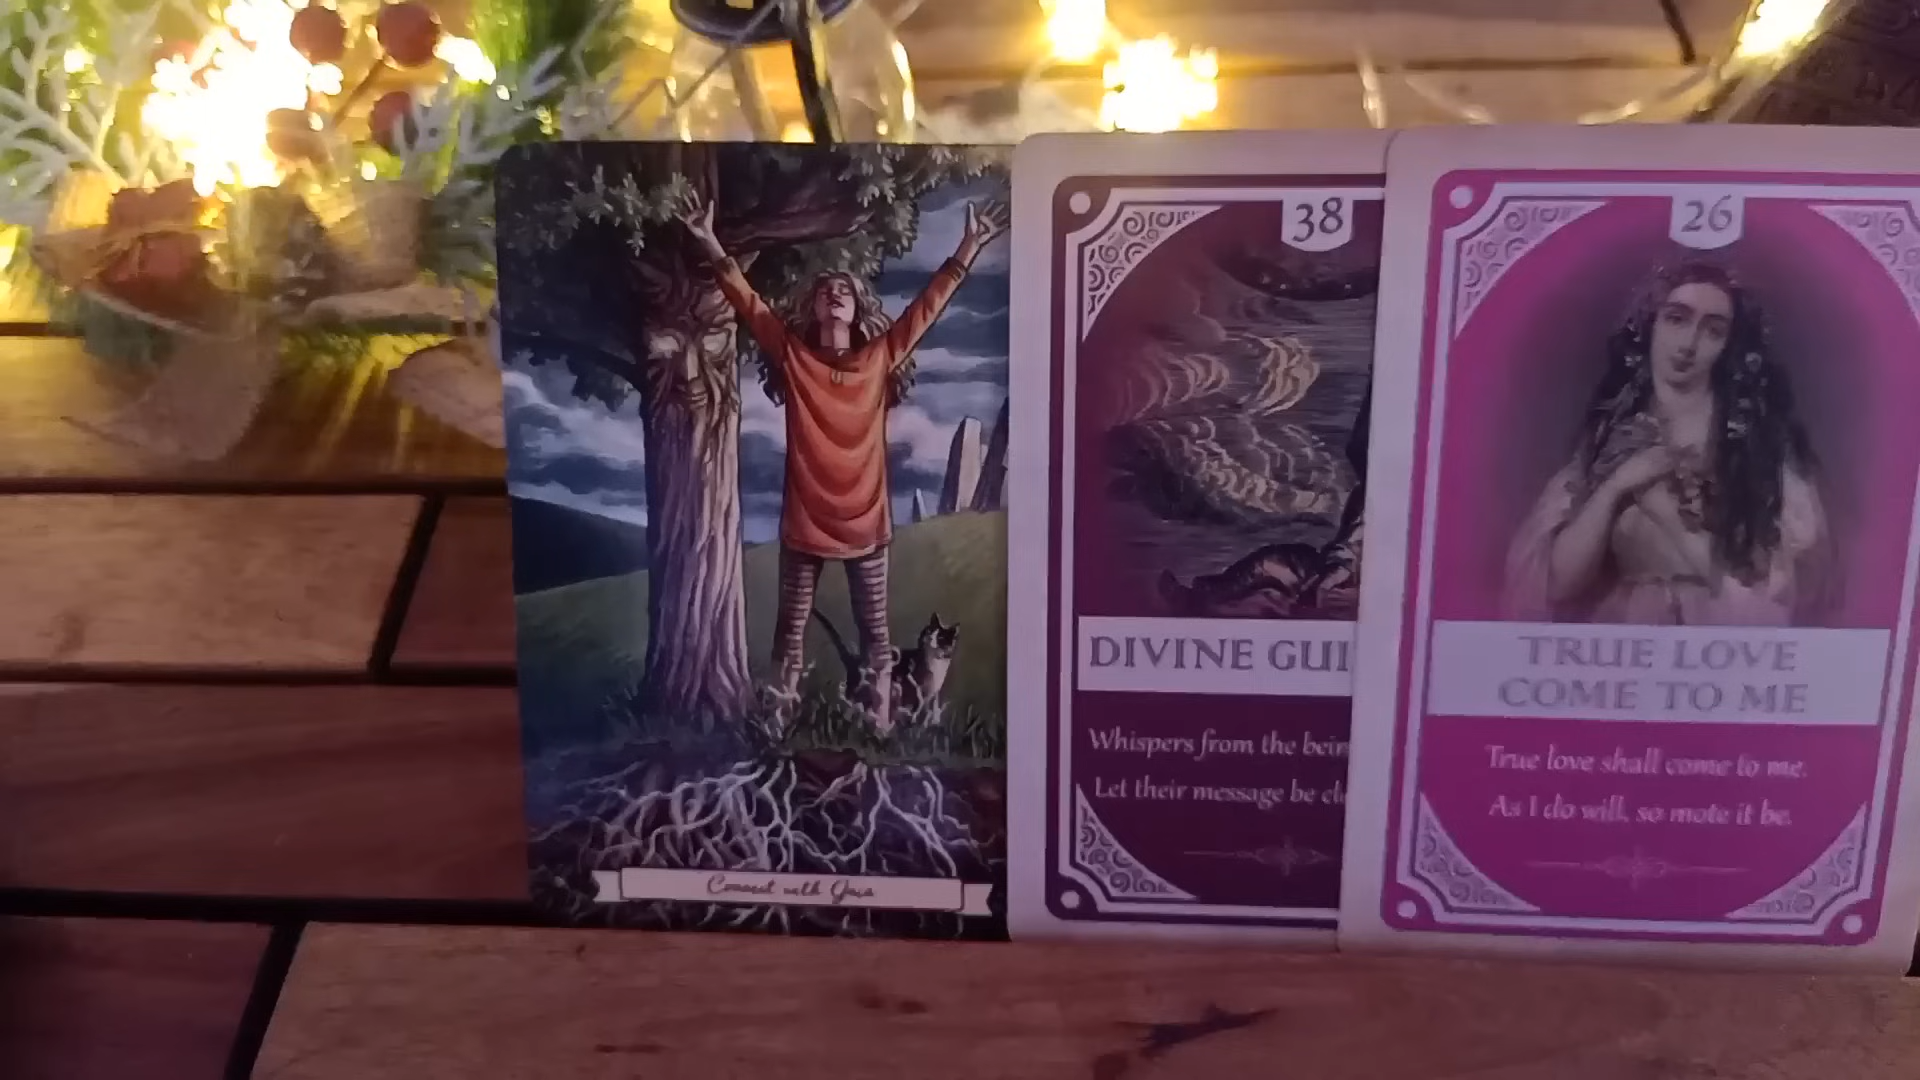 Connect with Gaia
38
DIVINE GUI
Whispers from the bein
Let their message be cle
26
TRUE LOVE
COME TO ME
True love shall come to me.
As I do will, so mote it be.